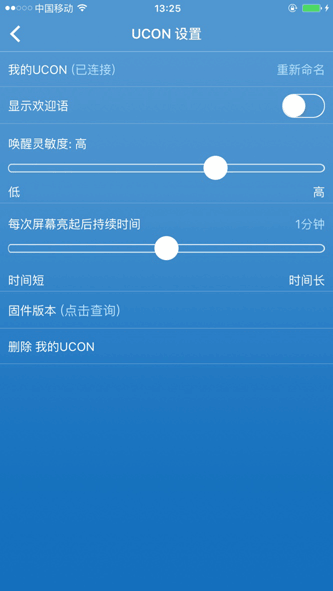 中国移动 13:25
UCON 设置
我的UCON (已连接) 重新命名
显示欢迎语
唤醒灵敏度: 高
低 高
每次屏幕亮起后持续时间 1分钟
时间短 时间长
固件版本 (点击查询)
删除 我的UCON